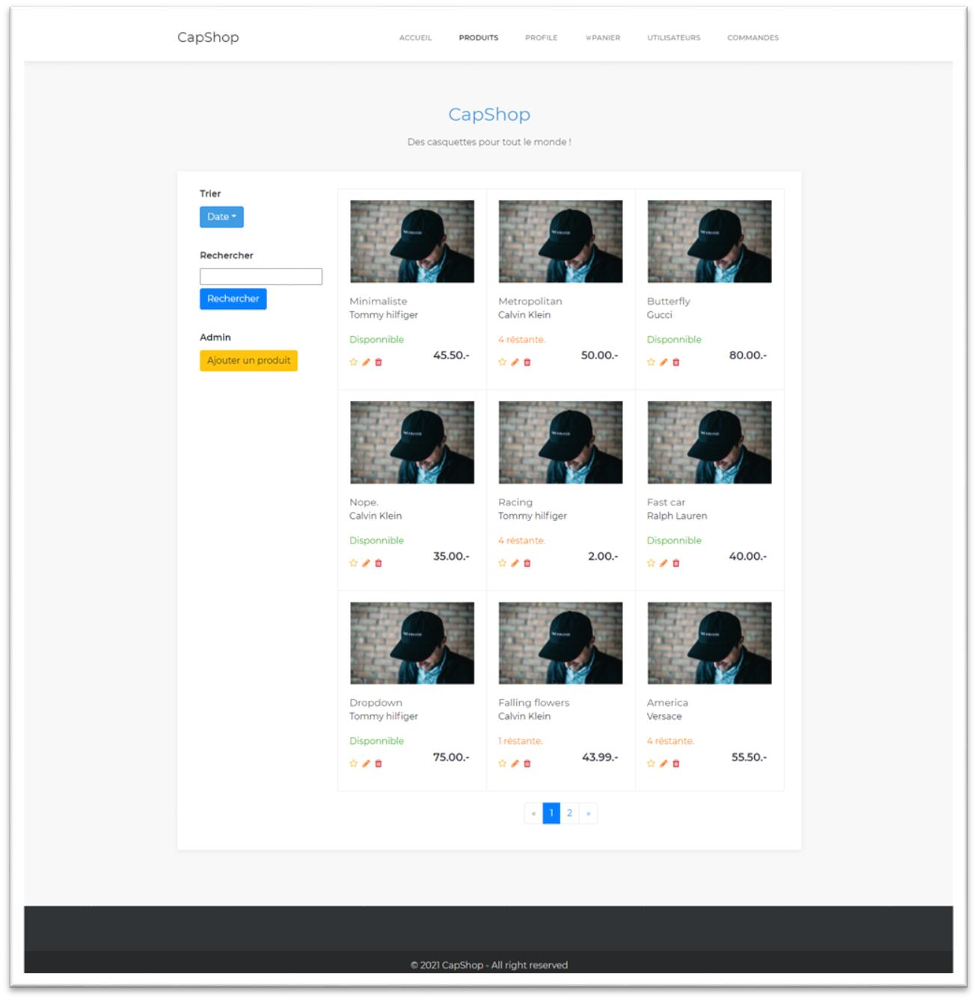 CapShop
ACCUEIL PRODUITS PROFILE PANIER UTILISATEURS COMMANDES
CapShop
Des casquettes pour tout le monde !
Trier
Date
Rechercher
Rechercher
Admin
Ajouter un produit
Minimaliste
Tommy hilfiger
Disponnible
45.50.-
Metropolitan
Calvin Klein
4 réstante.
50.00.-
Butterfly
Gucci
Disponnible
80.00.-
Nope.
Calvin Klein
Disponnible
35.00.-
Racing
Tommy hilfiger
4 réstante.
2.00.-
Fast car
Ralph Lauren
Disponnible
40.00.-
Dropdown
Tommy hilfiger
Disponnible
75.00.-
Falling flowers
Calvin Klein
1 réstante.
43.99.-
America
Versace
4 réstante.
55.50.-
« 1 2 »
© 2021 CapShop - All right reserved